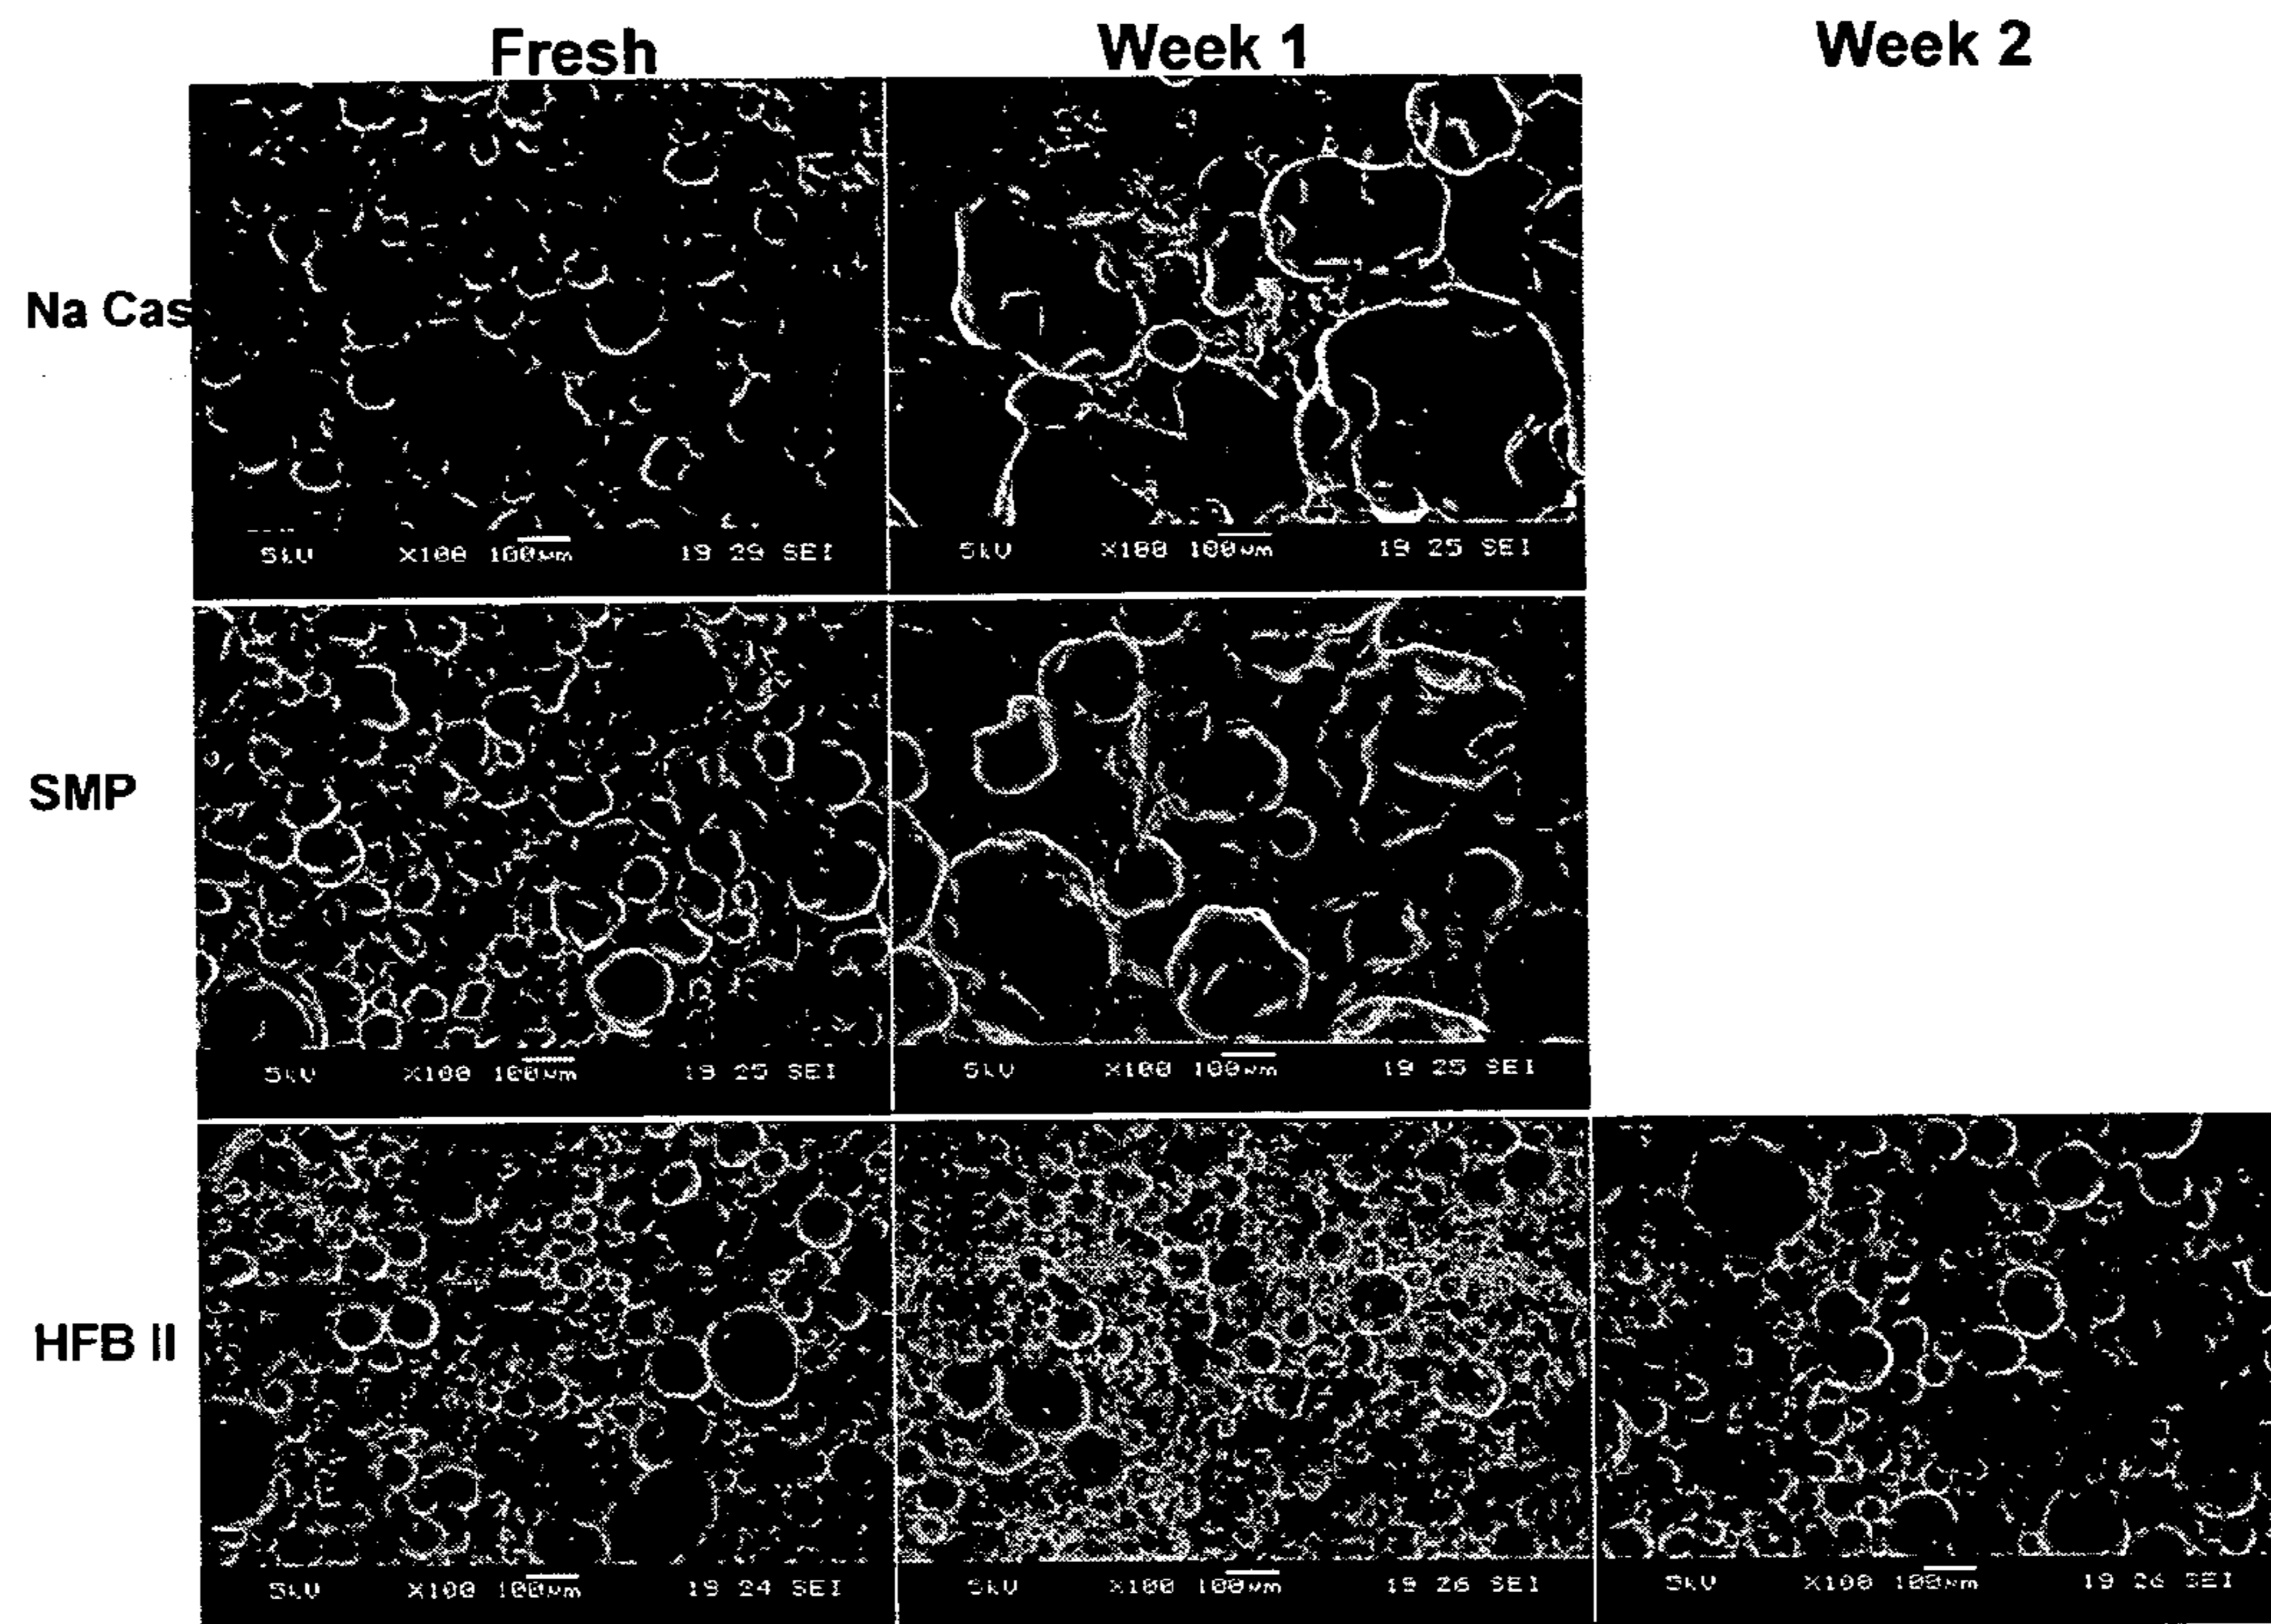 Fresh Week 1 Week 2
Na Cas
5kV X100 100µm 19 29 SEI
5kV X100 100µm 19 25 SEI
SMP
5kV X100 100µm 19 25 SEI
5kV X100 100µm 19 25 SEI
HFB II
5kV X100 100µm 19 24 SEI
5kV X100 100µm 19 26 SEI
5kV X100 100µm 19 26 SEI